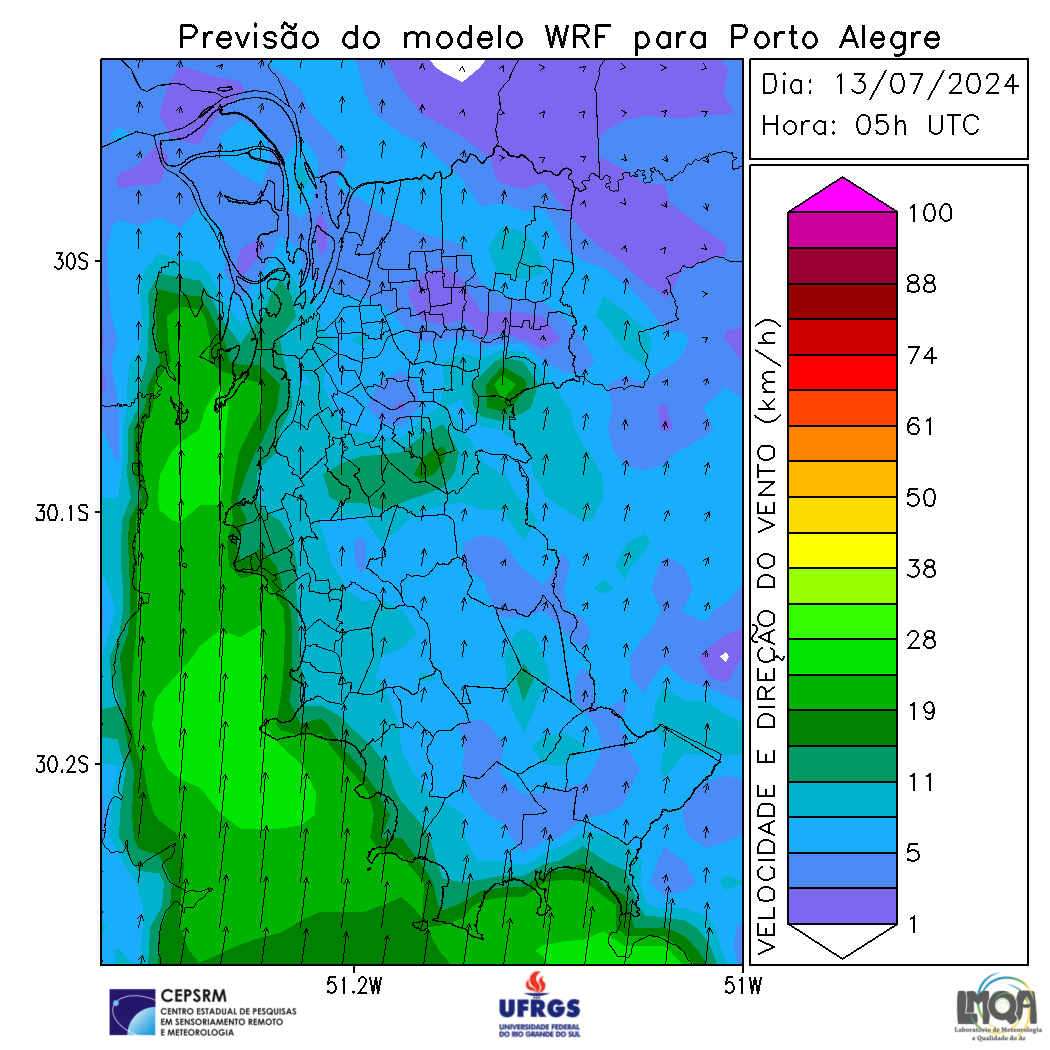 Previsão do modelo WRF para Porto Alegre
Dia: 13/07/2024
Hora: 05h UTC
30S
30.1S
30.2S
51.2W
51W
VELOCIDADE E DIREÇÃO DO VENTO (km/h)
100
88
74
61
50
38
28
19
11
5
1
CEPSRM
CENTRO ESTADUAL DE PESQUISAS
EM SENSORIAMENTO REMOTO
E METEOROLOGIA
UFRGS
UNIVERSIDADE FEDERAL
DO RIO GRANDE DO SUL
LMQA
Laboratório de Meteorologia
e Qualidade do Ar